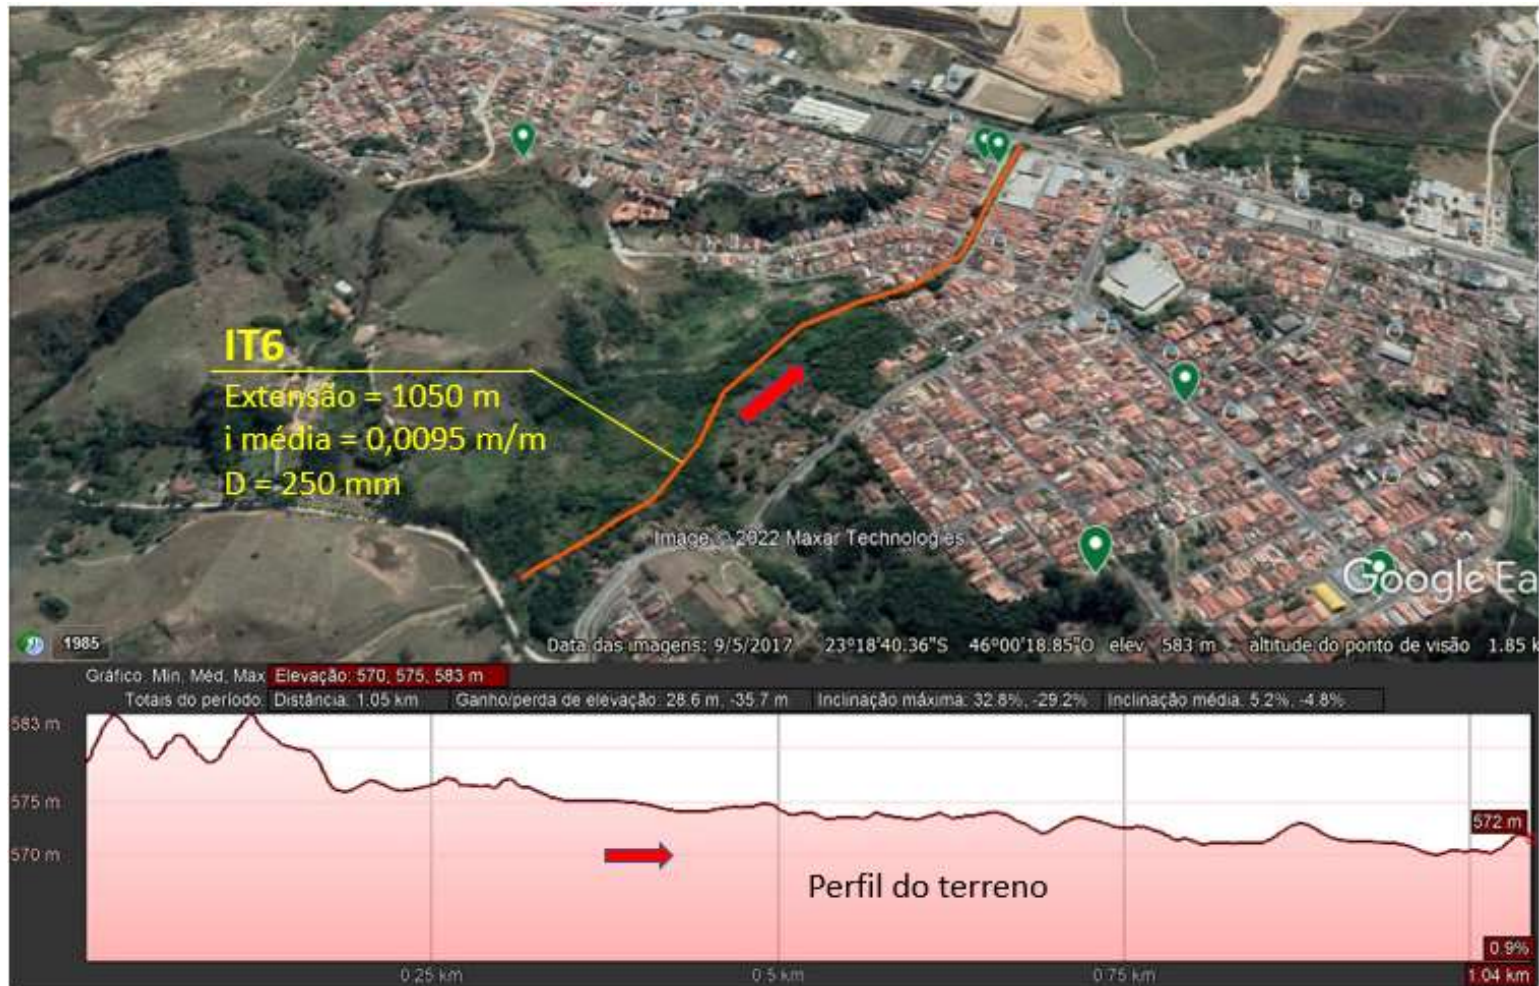 IT6
Extensão = 1050 m
i média = 0,0095 m/m
D = 250 mm
Image © 2022 Maxar Technologies
Google Ea
1985
Data das imagens: 9/5/2017 23°18'40.36"S 46°00'18.85"O elev 583 m altitude do ponto de visão 1.85 k
Gráfico. Min, Méd, Max Elevação: 570, 575, 583 m
Totais do período: Distância: 1.05 km Ganho/perda de elevação: 28.6 m, -35.7 m Inclinação máxima: 32.8%, -29.2% Inclinação média: 5.2%, -4.8%
583 m
575 m
572 m
570 m
Perfil do terreno
0.9%
0.25 km 0.5 km 0.75 km 1.04 km